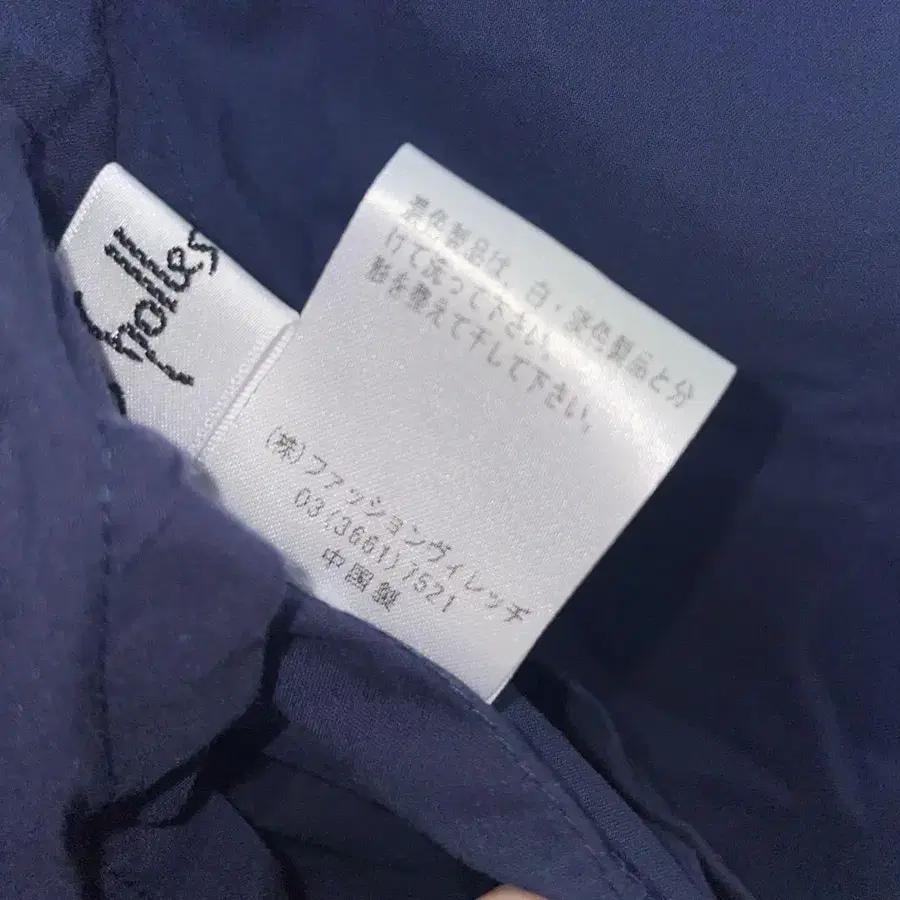 濃色製品は、白・淡色製品と分
けて洗って下さい。
形を整えて干して下さい。
(株)ファッションヴィレッヂ
03(3661)7521
中国製